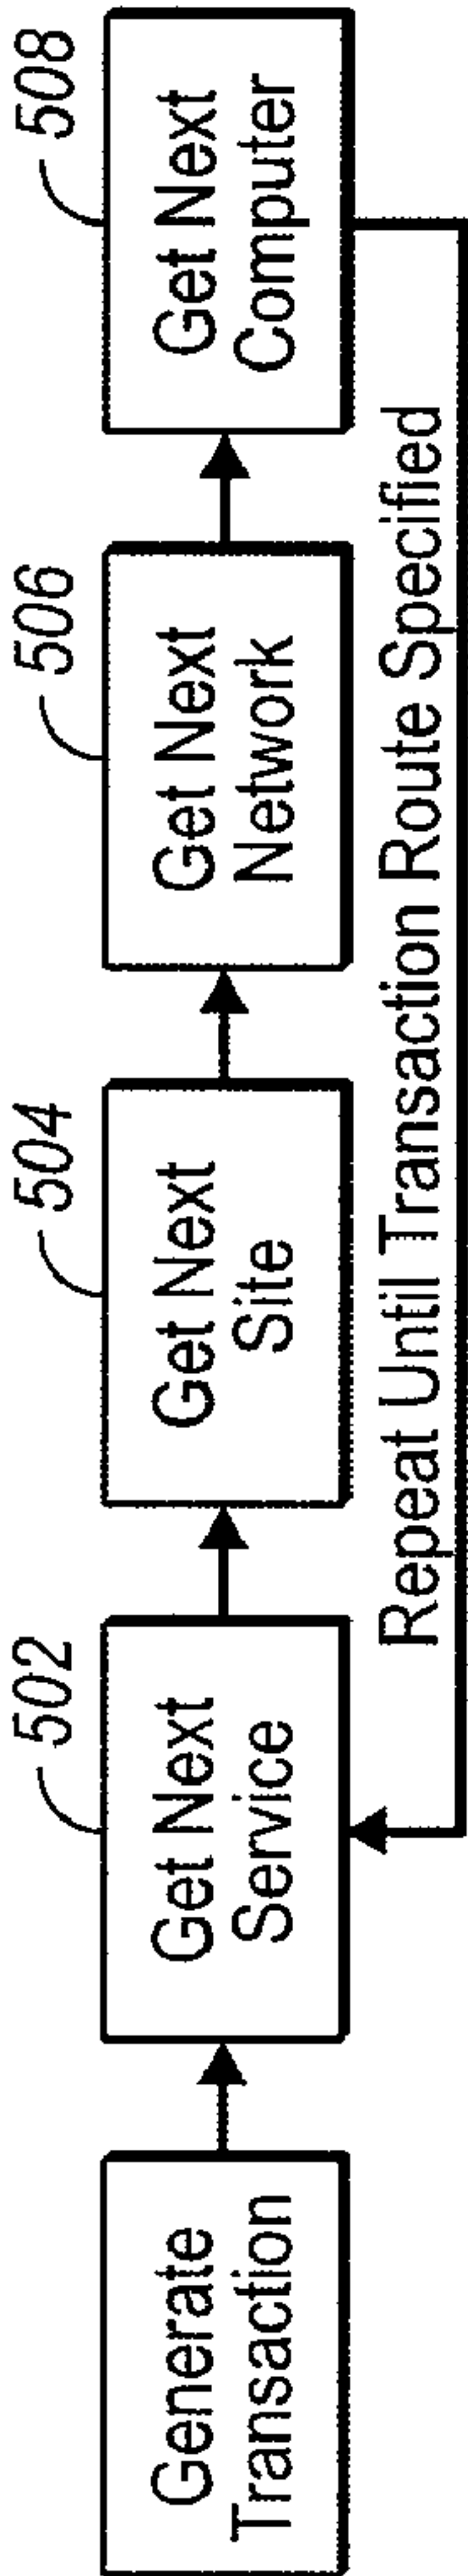 502
504
506
508
Generate
Transaction
Get Next
Service
Get Next
Site
Get Next
Network
Get Next
Computer
Repeat Until Transaction Route Specified